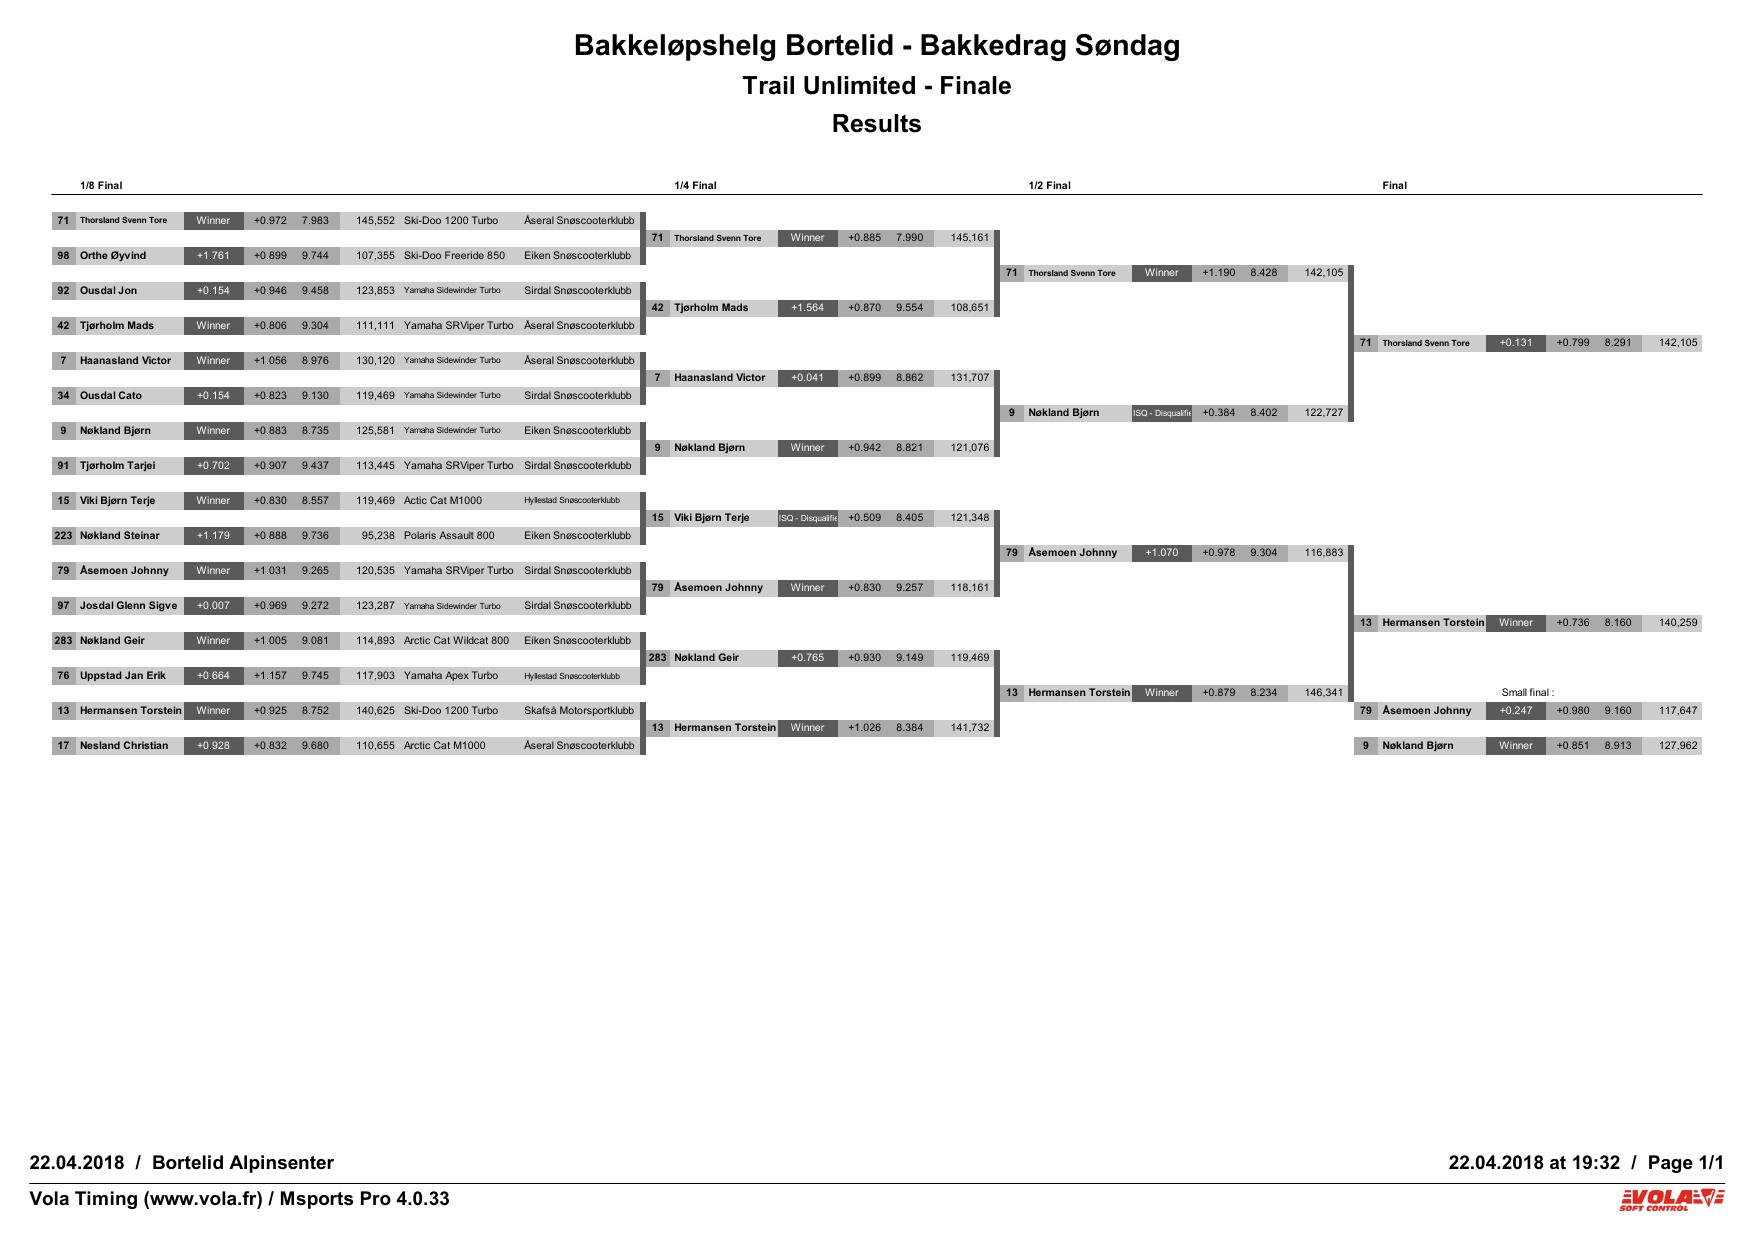 Bakkeløpshelg Bortelid - Bakkedrag Søndag
Trail Unlimited - Finale
Results
1/8 Final 1/4 Final 1/2 Final Final
71 Thorsland Svenn Tore Winner +0.972 7.983 145,552 Ski-Doo 1200 Turbo Åseral Snøscooterklubb
71 Thorsland Svenn Tore Winner +0.885 7.990 145,161
98 Orthe Øyvind +1.761 +0.899 9.744 107,355 Ski-Doo Freeride 850 Eiken Snøscooterklubb
71 Thorsland Svenn Tore Winner +1.190 8.428 142,105
92 Ousdal Jon +0.154 +0.946 9.458 123,853 Yamaha Sidewinder Turbo Sirdal Snøscooterklubb
42 Tjørholm Mads +1.564 +0.870 9.554 108,651
42 Tjørholm Mads Winner +0.806 9.304 111,111 Yamaha SRViper Turbo Åseral Snøscooterklubb
71 Thorsland Svenn Tore +0.131 +0.799 8.291 142,105
7 Haanasland Victor Winner +1.056 8.976 130,120 Yamaha Sidewinder Turbo Åseral Snøscooterklubb
7 Haanasland Victor +0.041 +0.899 8.862 131,707
34 Ousdal Cato +0.154 +0.823 9.130 119,469 Yamaha Sidewinder Turbo Sirdal Snøscooterklubb
9 Nøkland Bjørn ISQ - Disqualifie +0.384 8.402 122,727
9 Nøkland Bjørn Winner +0.883 8.735 125,581 Yamaha Sidewinder Turbo Eiken Snøscooterklubb
9 Nøkland Bjørn Winner +0.942 8.821 121,076
91 Tjørholm Tarjei +0.702 +0.907 9.437 113,445 Yamaha SRViper Turbo Sirdal Snøscooterklubb
15 Viki Bjørn Terje Winner +0.830 8.557 119,469 Actic Cat M1000 Hyllestad Snøscooterklubb
15 Viki Bjørn Terje ISQ - Disqualifie +0.509 8.405 121,348
223 Nøkland Steinar +1.179 +0.888 9.736 95,238 Polaris Assault 800 Eiken Snøscooterklubb
79 Åsemoen Johnny +1.070 +0.978 9.304 116,883
79 Åsemoen Johnny Winner +1.031 9.265 120,535 Yamaha SRViper Turbo Sirdal Snøscooterklubb
79 Åsemoen Johnny Winner +0.830 9.257 118,161
97 Josdal Glenn Sigve +0.007 +0.969 9.272 123,287 Yamaha Sidewinder Turbo Sirdal Snøscooterklubb
13 Hermansen Torstein Winner +0.736 8.160 140,259
283 Nøkland Geir Winner +1.005 9.081 114,893 Arctic Cat Wildcat 800 Eiken Snøscooterklubb
283 Nøkland Geir +0.765 +0.930 9.149 119,469
76 Uppstad Jan Erik +0.664 +1.157 9.745 117,903 Yamaha Apex Turbo Hyllestad Snøscooterklubb
13 Hermansen Torstein Winner +0.879 8.234 146,341
Small final :
13 Hermansen Torstein Winner +0.925 8.752 140,625 Ski-Doo 1200 Turbo Skafså Motorsportklubb
79 Åsemoen Johnny +0.247 +0.980 9.160 117,647
13 Hermansen Torstein Winner +1.026 8.384 141,732
17 Nesland Christian +0.928 +0.832 9.680 110,655 Arctic Cat M1000 Åseral Snøscooterklubb
9 Nøkland Bjørn Winner +0.851 8.913 127,962
22.04.2018 / Bortelid Alpinsenter 22.04.2018 at 19:32 / Page 1/1
Vola Timing (www.vola.fr) / Msports Pro 4.0.33
VOLA
SOFT CONTROL